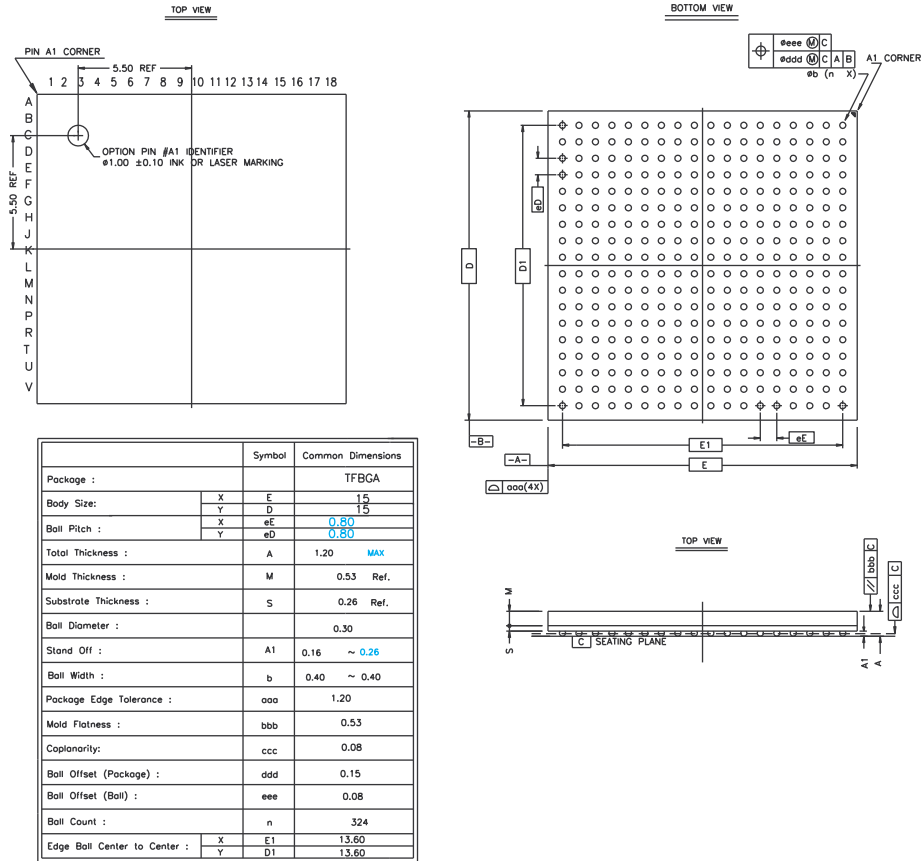 TOP VIEW
PIN A1 CORNER
5.50 REF
1 2 3 4 5 6 7 8 9 10 11 12 13 14 15 16 17 18
A
B
C
D
E
F
G
H
J
K
L
M
N
P
R
T
U
V
5.50 REF
OPTION PIN #A1 IDENTIFIER
ø1.00 ±0.10 INK OR LASER MARKING
BOTTOM VIEW
øeee Ⓜ C
øddd Ⓜ C A B
øb (n X)
A1 CORNER
eD
D
D1
-B-
-A-
E1
eE
E
aaa(4X)
Symbol Common Dimensions
Package : TFBGA
Body Size: X E 15
Y D 15
Ball Pitch : X eE 0.80
Y eD 0.80
Total Thickness : A 1.20 MAX
Mold Thickness : M 0.53 Ref.
Substrate Thickness : S 0.26 Ref.
Ball Diameter : 0.30
Stand Off : A1 0.16 ~ 0.26
Ball Width : b 0.40 ~ 0.40
Package Edge Tolerance : aaa 1.20
Mold Flatness : bbb 0.53
Coplanarity: ccc 0.08
Ball Offset (Package) : ddd 0.15
Ball Offset (Ball) : eee 0.08
Ball Count : n 324
Edge Ball Center to Center : X E1 13.60
Y D1 13.60
TOP VIEW
M
S
C SEATING PLANE
bbb C
ccc C
A1
A